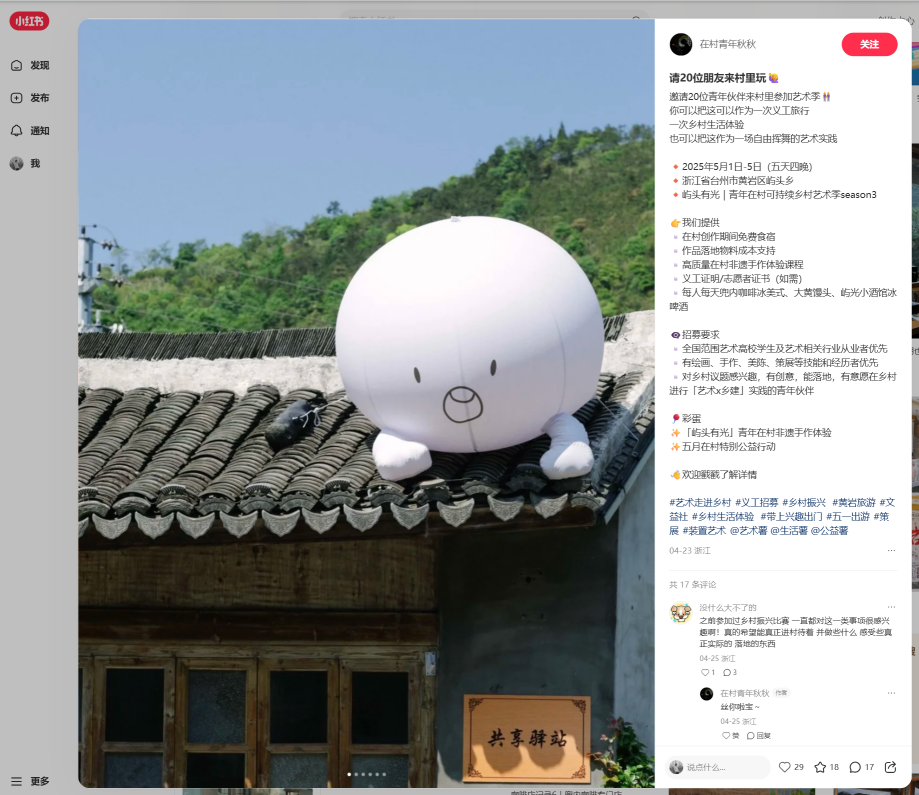 小红书
发现
发布
通知
我
更多
共享驿站
在村青年秋秋
关注
请20位朋友来村里玩
邀请20位青年伙伴来村里参加艺术季
你可以把这可以作为一次义工旅行
一次乡村生活体验
也可以把这作为一场自由挥舞的艺术实践
2025年5月1日-5日（五天四晚）
浙江省台州市黄岩区屿头乡
屿头有光 | 青年在村可持续乡村艺术季season3
我们提供
在村创作期间免费食宿
作品落地物料成本支持
高质量在村非遗手作体验课程
义工证明/志愿者证书（如需）
每人每天兜内咖啡冰美式、大黄馒头、屿光小酒馆冰
啤酒
招募要求
全国范围艺术高校学生及艺术相关行业从业者优先
有绘画、手作、美陈、策展等技能和经历者优先
对乡村议题感兴趣，有创意，能落地，有意愿在乡村
进行「艺术x乡建」实践的青年伙伴
彩蛋
「屿头有光」青年在村非遗手作体验
五月在村特别公益行动
欢迎戳戳了解详情
#艺术走进乡村 #义工招募 #乡村振兴 #黄岩旅游 #文
益社 #乡村生活体验 #带上兴趣出门 #五一出游 #策
展 #装置艺术 @艺术薯 @生活薯 @公益薯
04-23 浙江
共 17 条评论
没什么大不了的
之前参加过乡村振兴比赛 一直都对这一类事项很感兴
趣啊！真的希望能真正进村待着 并做些什么 感受些真
正实际的 落地的东西
04-25 浙江
1 3
在村青年秋秋 作者
丝你啦宝～
04-25 浙江
赞 回复
说点什么...
29 18 17